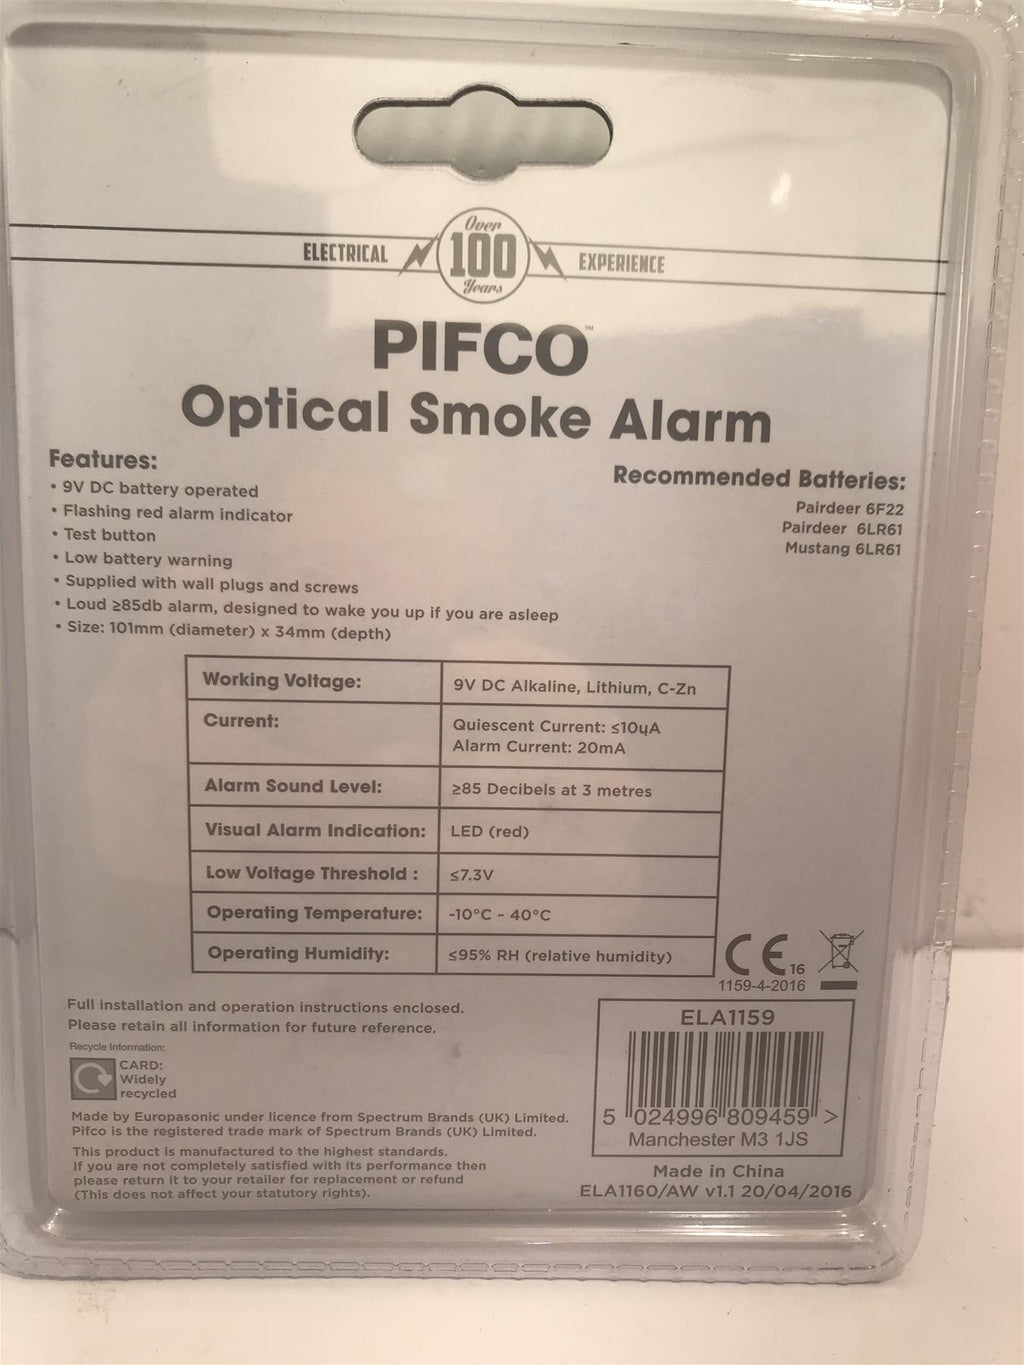 Over
ELECTRICAL 100 EXPERIENCE
Years
PIFCO™
Optical Smoke Alarm
Features:
• 9V DC battery operated
• Flashing red alarm indicator
• Test button
• Low battery warning
• Supplied with wall plugs and screws
• Loud ≥85db alarm, designed to wake you up if you are asleep
• Size: 101mm (diameter) x 34mm (depth)
Recommended Batteries:
Pairdeer 6F22
Pairdeer 6LR61
Mustang 6LR61
Working Voltage: 9V DC Alkaline, Lithium, C-Zn
Current: Quiescent Current: ≤10ųA
Alarm Current: 20mA
Alarm Sound Level: ≥85 Decibels at 3 metres
Visual Alarm Indication: LED (red)
Low Voltage Threshold : ≤7.3V
Operating Temperature: -10°C ~ 40°C
Operating Humidity: ≤95% RH (relative humidity)
CE 16
1159-4-2016
Full installation and operation instructions enclosed.
Please retain all information for future reference.
Recycle Information:
CARD:
Widely
recycled
Made by Europasonic under licence from Spectrum Brands (UK) Limited.
Pifco is the registered trade mark of Spectrum Brands (UK) Limited.
This product is manufactured to the highest standards.
If you are not completely satisfied with its performance then
please return it to your retailer for replacement or refund
(This does not affect your statutory rights).
ELA1159
5 024996 809459 >
Manchester M3 1JS
Made in China
ELA1160/AW v1.1 20/04/2016